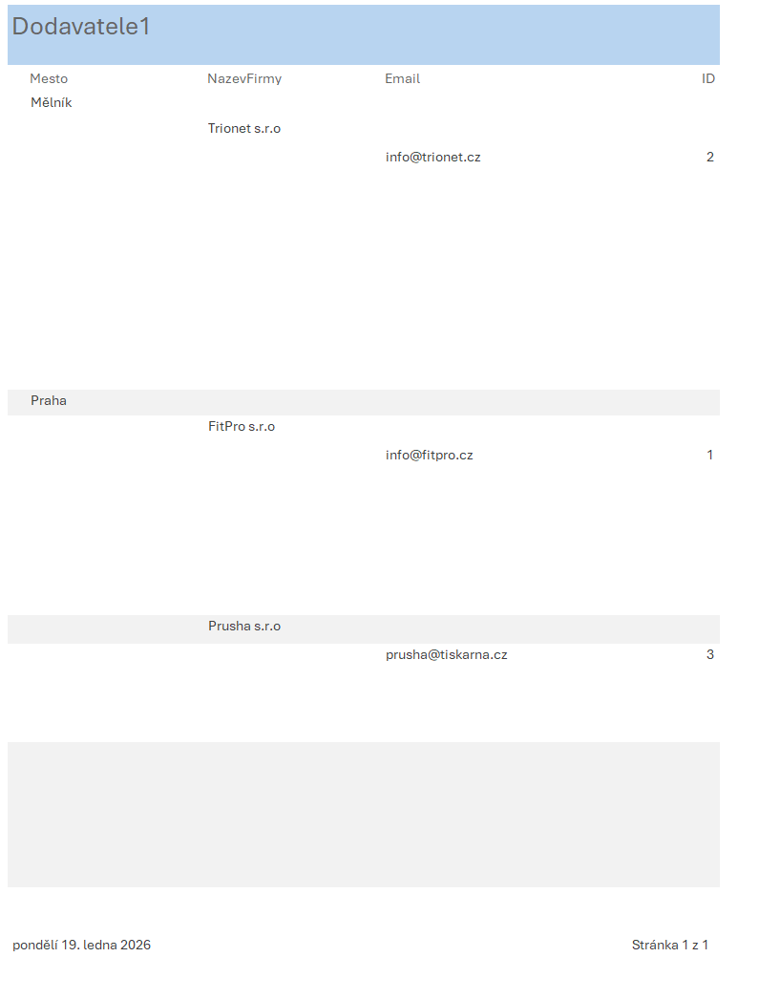 Dodavatele1
Mesto NazevFirmy Email ID
Mělník
Trionet s.r.o
info@trionet.cz 2
Praha
FitPro s.r.o
info@fitpro.cz 1
Prusha s.r.o
prusha@tiskarna.cz 3
pondělí 19. ledna 2026 Stránka 1 z 1